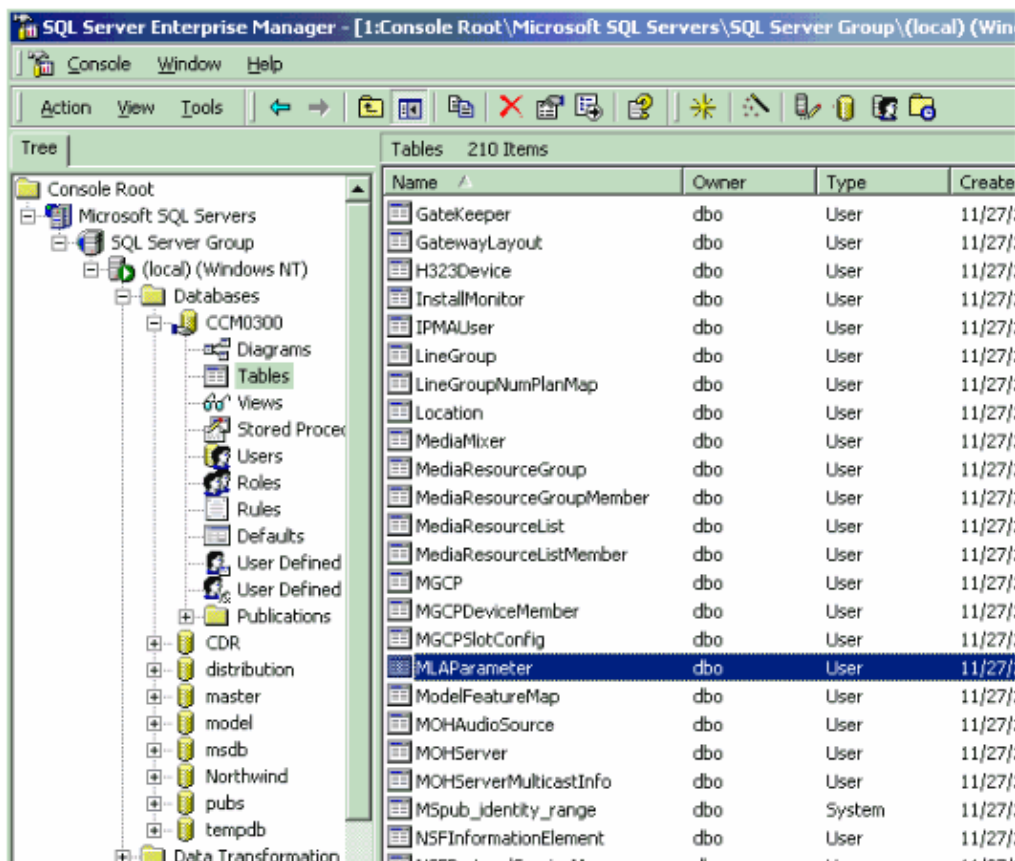 SQL Server Enterprise Manager - [1:Console Root\Microsoft SQL Servers\SQL Server Group\(local) (Win
Console Window Help
Action View Tools
Tree
Console Root
Microsoft SQL Servers
SQL Server Group
(local) (Windows NT)
Databases
CCM0300
Diagrams
Tables
Views
Stored Proced
Users
Roles
Rules
Defaults
User Defined
User Defined
Publications
CDR
distribution
master
model
msdb
Northwind
pubs
tempdb
Data Transformation
Tables 210 Items
Name Owner Type Create
GateKeeper dbo User 11/27/
GatewayLayout dbo User 11/27/
H323Device dbo User 11/27/
InstallMonitor dbo User 11/27/
IPMAUser dbo User 11/27/
LineGroup dbo User 11/27/
LineGroupNumPlanMap dbo User 11/27/
Location dbo User 11/27/
MediaMixer dbo User 11/27/
MediaResourceGroup dbo User 11/27/
MediaResourceGroupMember dbo User 11/27/
MediaResourceList dbo User 11/27/
MediaResourceListMember dbo User 11/27/
MGCP dbo User 11/27/
MGCPDeviceMember dbo User 11/27/
MGCPSlotConfig dbo User 11/27/
MLAParameter dbo User 11/27/
ModelFeatureMap dbo User 11/27/
MOHAudioSource dbo User 11/27/
MOHServer dbo User 11/27/
MOHServerMulticastInfo dbo User 11/27/
MSpub_identity_range dbo System 11/27/
NSFInformationElement dbo User 11/27/